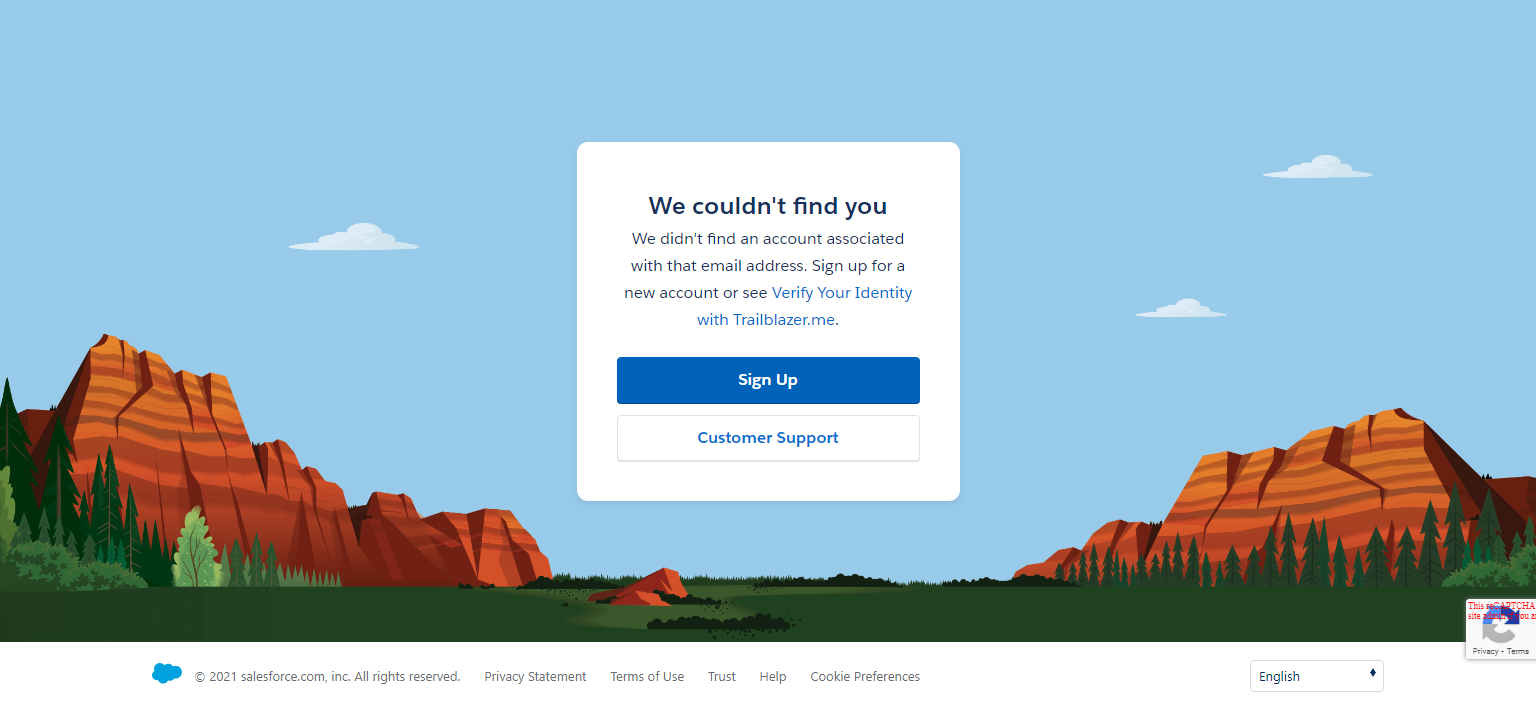 We couldn't find you
We didn't find an account associated
with that email address. Sign up for a
new account or see Verify Your Identity
with Trailblazer.me.
Sign Up
Customer Support
This reCAPTCHA
site admin
Privacy - Terms
© 2021 salesforce.com, inc. All rights reserved.
Privacy Statement
Terms of Use
Trust
Help
Cookie Preferences
English